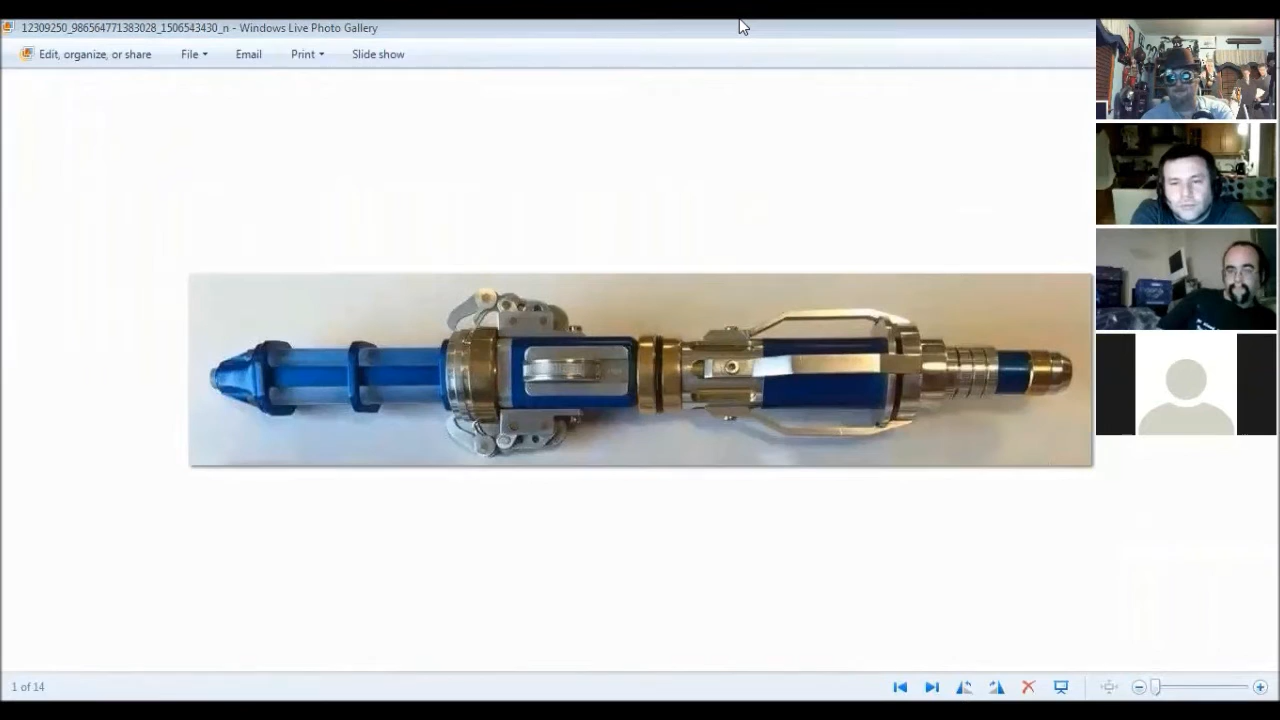 12309250_986564771383028_1506543430_n - Windows Live Photo Gallery
Edit, organize, or share File Email Print Slide show
1 of 14